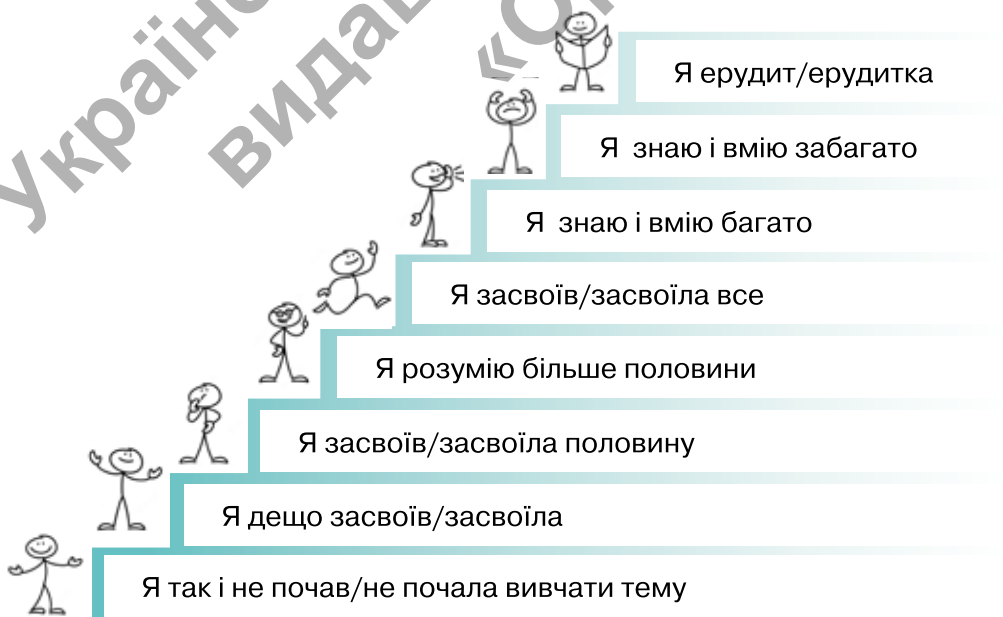 Я ерудит/ерудитка
Я знаю і вмію забагато
Я знаю і вмію багато
Я засвоїв/засвоїла все
Я розумію більше половини
Я засвоїв/засвоїла половину
Я дещо засвоїв/засвоїла
Я так і не почав/не почала вивчати тему